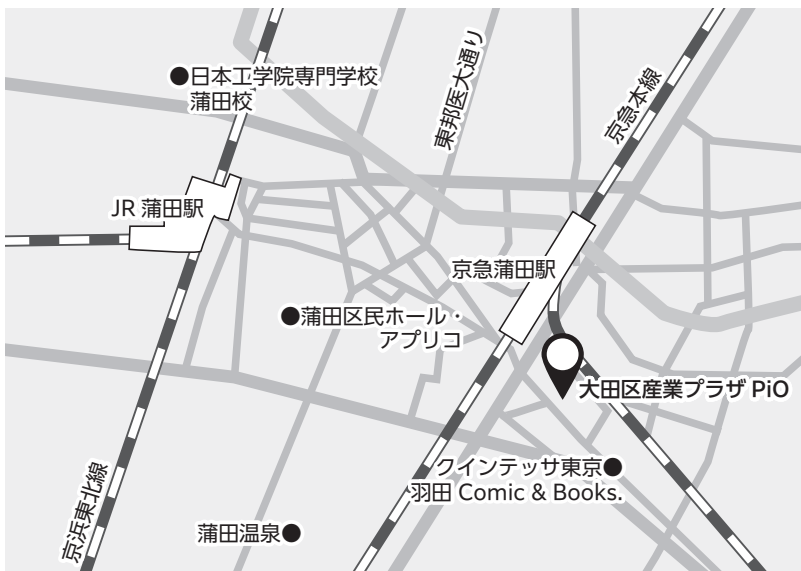 ●日本工学院専門学校
蒲田校
東邦医大通り
京急本線
JR 蒲田駅
京急蒲田駅
●蒲田区民ホール・
アプリコ
大田区産業プラザ PiO
クインテッサ東京●
羽田 Comic & Books.
京浜東北線
蒲田温泉●